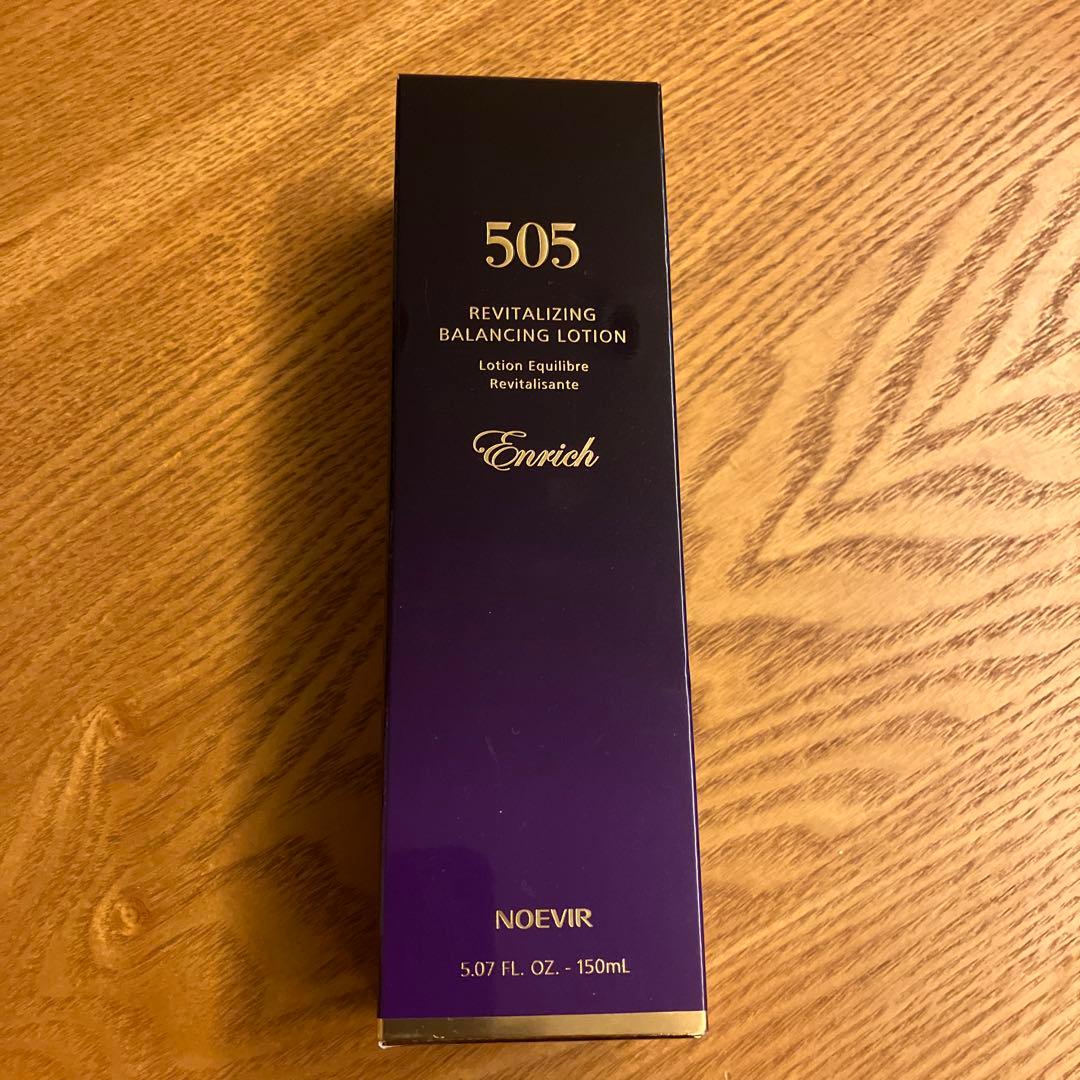 505
REVITALIZING
BALANCING LOTION
Lotion Equilibre
Revitalisante
Enrich
NOEVIR
5.07 FL. OZ. - 150mL